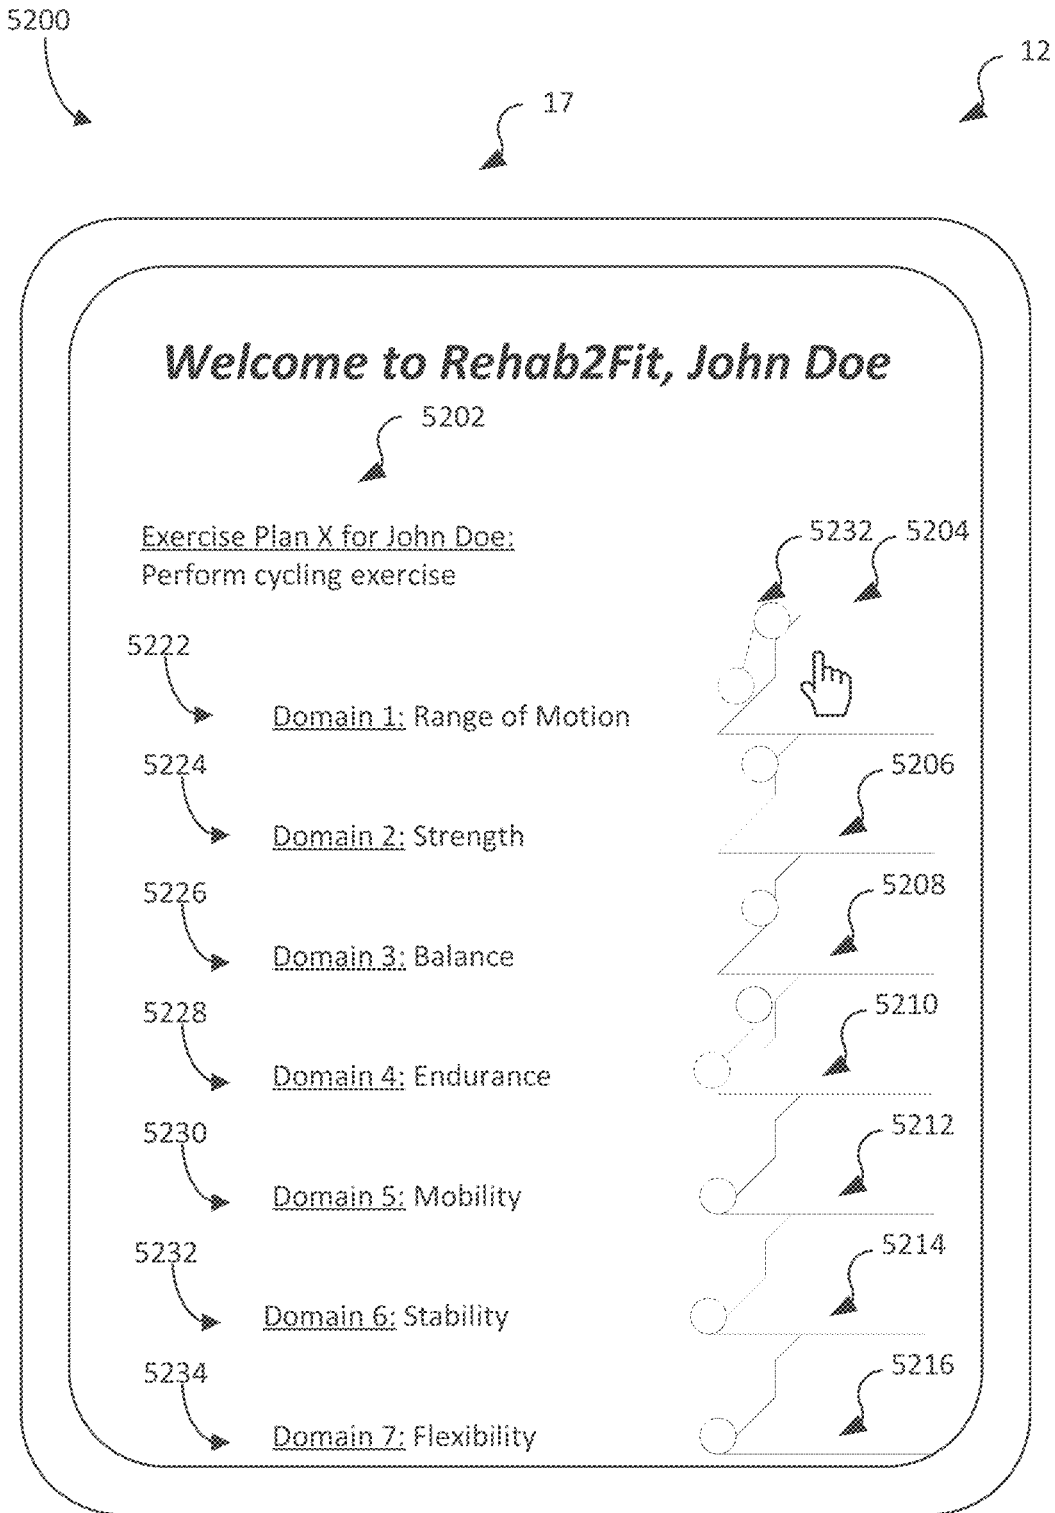 5200
12
17
Welcome to Rehab2Fit, John Doe
5202
Exercise Plan X for John Doe:
Perform cycling exercise
5232
5204
5222
Domain 1: Range of Motion
5224
5206
Domain 2: Strength
5226
5208
Domain 3: Balance
5228
5210
Domain 4: Endurance
5230
5212
Domain 5: Mobility
5232
5214
Domain 6: Stability
5234
5216
Domain 7: Flexibility